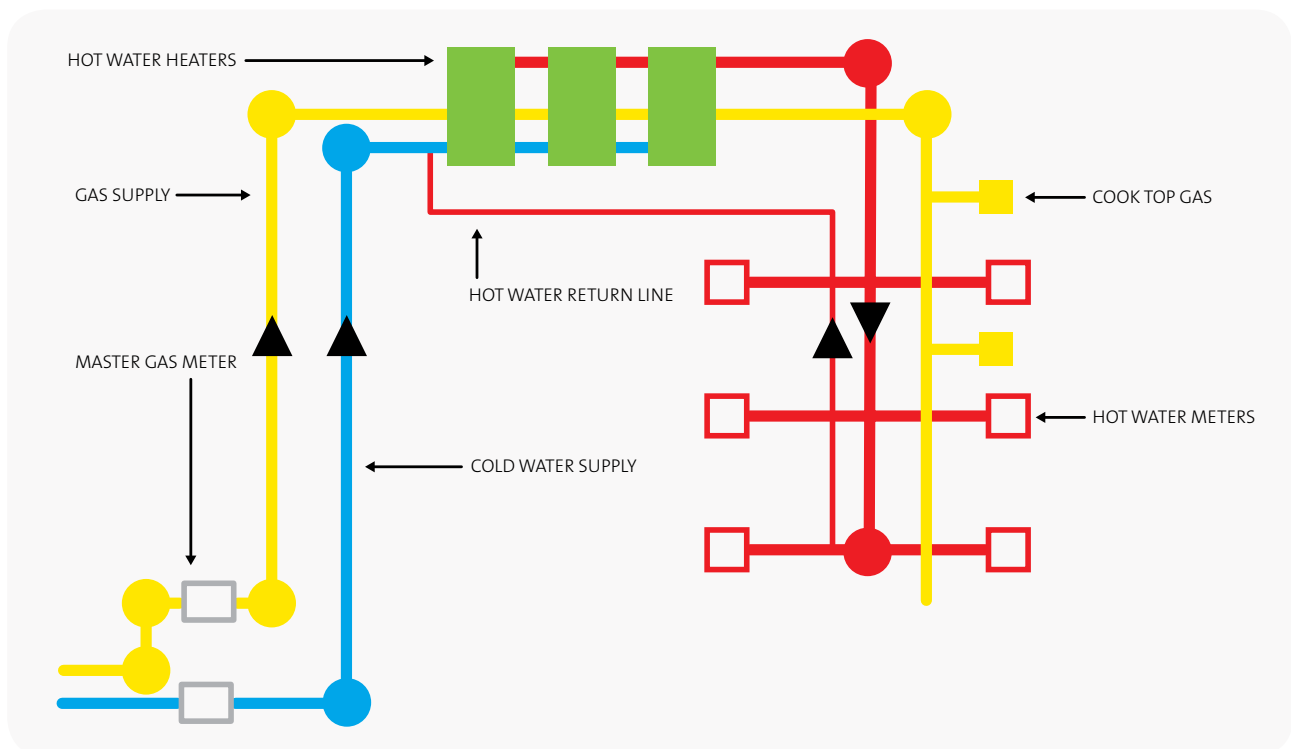 HOT WATER HEATERS
GAS SUPPLY
COOK TOP GAS
HOT WATER RETURN LINE
MASTER GAS METER
HOT WATER METERS
COLD WATER SUPPLY